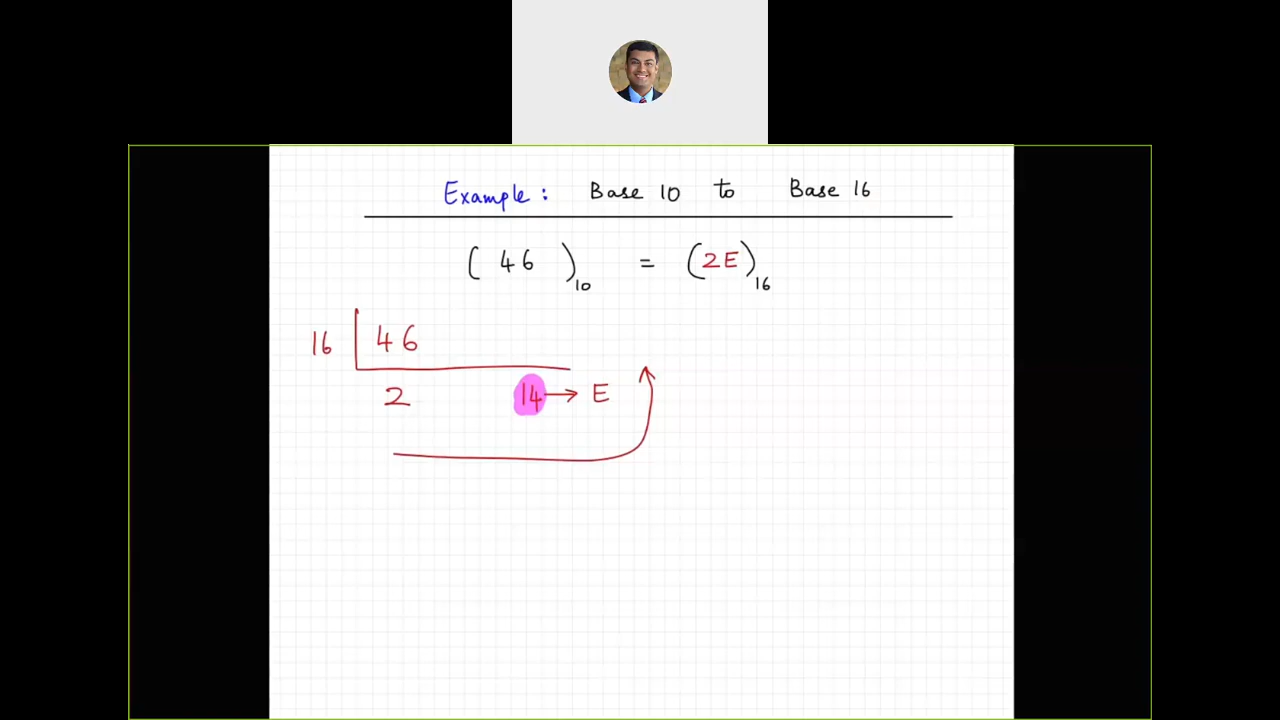 Example: Base 10 to Base 16
( 46 )10 = (2E)16
16 | 46
2 14 → E